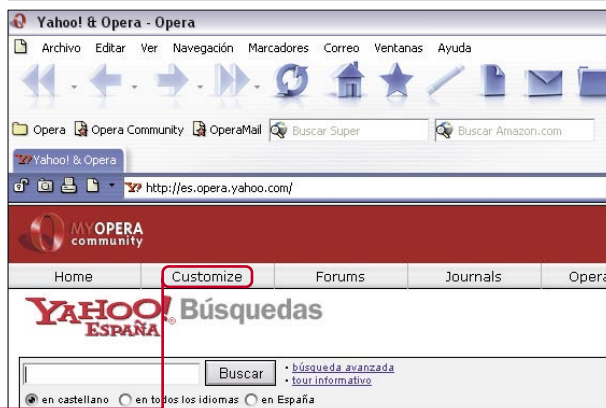 Yahoo! & Opera - Opera
Archivo Editar Ver Navegación Marcadores Correo Ventanas Ayuda
Opera Opera Community OperaMail Buscar Super Buscar Amazon.com
Yahoo! & Opera
http://es.opera.yahoo.com/
MYOPERA
community
Home Customize Forums Journals Opera
YAHOO! Búsquedas
ESPAÑA
Buscar
· búsqueda avanzada
· tour informativo
en castellano en todos los idiomas en España